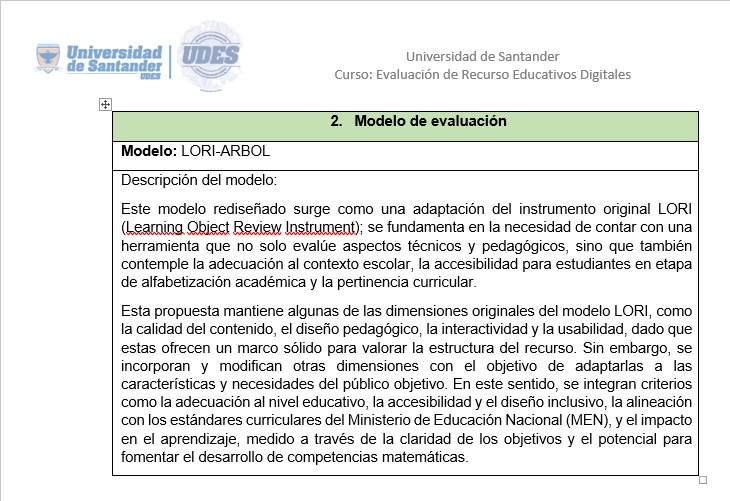 Universidad
de Santander
UDES
UDES
Universidad de Santander
Curso: Evaluación de Recurso Educativos Digitales
2. Modelo de evaluación
Modelo: LORI-ARBOL
Descripción del modelo:
Este modelo rediseñado surge como una adaptación del instrumento original LORI
(Learning Object Review Instrument); se fundamenta en la necesidad de contar con una
herramienta que no solo evalúe aspectos técnicos y pedagógicos, sino que también
contemple la adecuación al contexto escolar, la accesibilidad para estudiantes en etapa
de alfabetización académica y la pertinencia curricular.
Esta propuesta mantiene algunas de las dimensiones originales del modelo LORI, como
la calidad del contenido, el diseño pedagógico, la interactividad y la usabilidad, dado que
estas ofrecen un marco sólido para valorar la estructura del recurso. Sin embargo, se
incorporan y modifican otras dimensiones con el objetivo de adaptarlas a las
características y necesidades del público objetivo. En este sentido, se integran criterios
como la adecuación al nivel educativo, la accesibilidad y el diseño inclusivo, la alineación
con los estándares curriculares del Ministerio de Educación Nacional (MEN), y el impacto
en el aprendizaje, medido a través de la claridad de los objetivos y el potencial para
fomentar el desarrollo de competencias matemáticas.